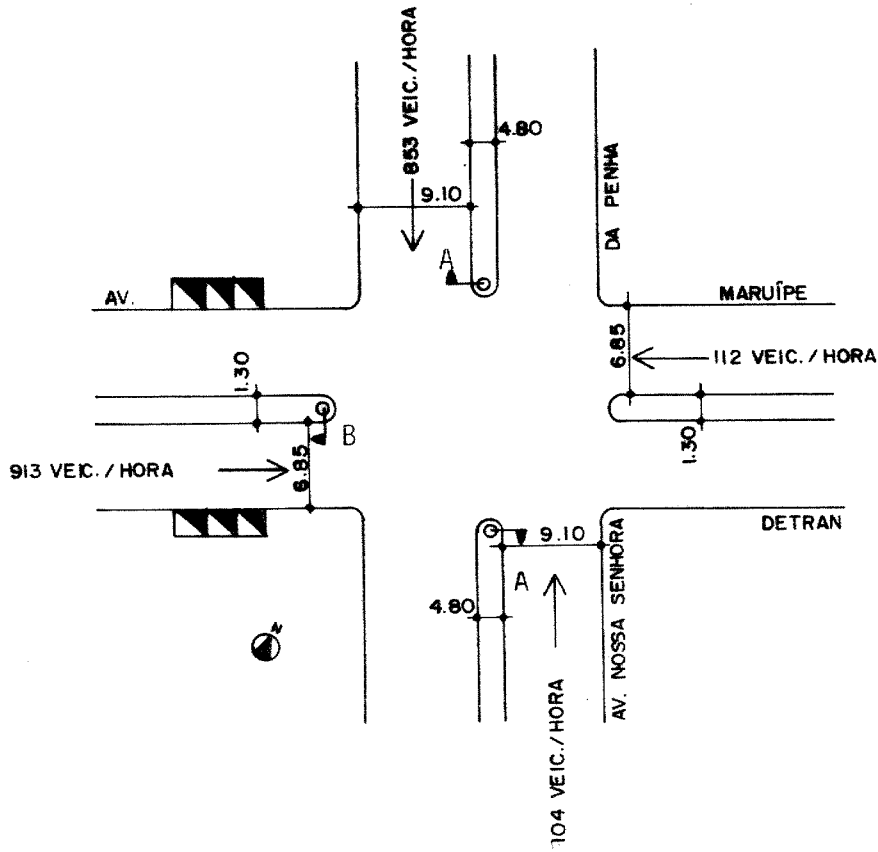 853 VEIC./HORA
4.80
9.10
DA PENHA
A
AV.
MARUÍPE
6.85
112 VEIC./HORA
1.30
1.30
B
913 VEIC./HORA
6.85
9.10
DETRAN
A
4.80
N
AV. NOSSA SENHORA
104 VEIC./HORA